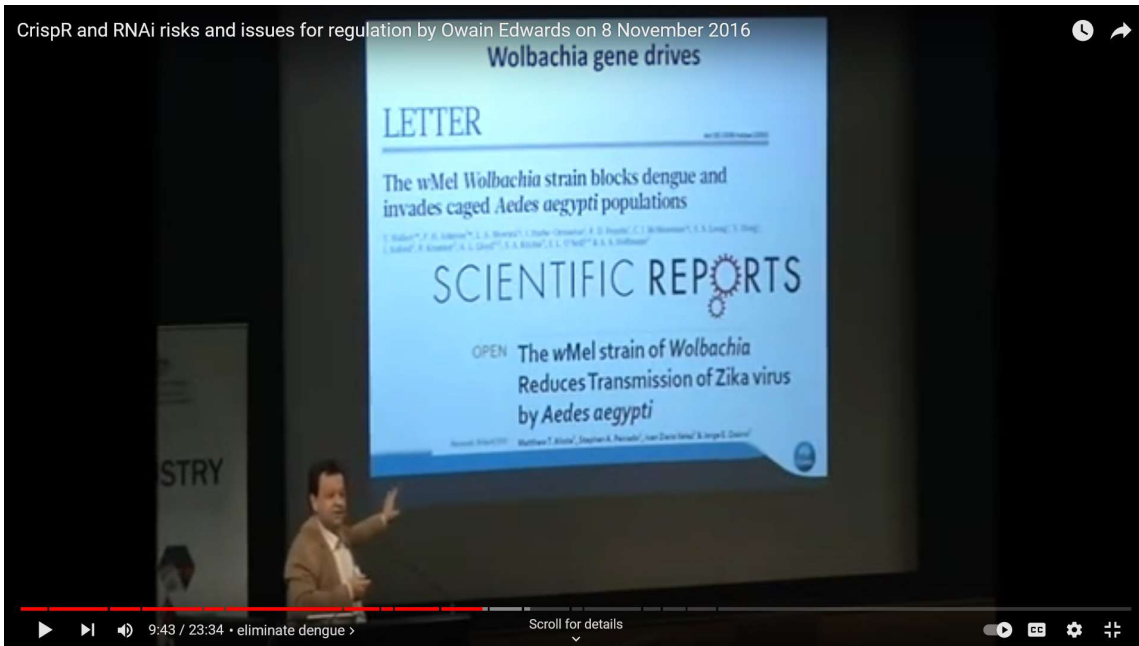 CrispR and RNAi risks and issues for regulation by Owain Edwards on 8 November 2016
Wolbachia gene drives
LETTER
The wMel Wolbachia strain blocks dengue and
invades caged Aedes aegypti populations
SCIENTIFIC REPORTS
OPEN The wMel strain of Wolbachia
Reduces Transmission of Zika virus
by Aedes aegypti
STRY
9:43 / 23:34 • eliminate dengue >
Scroll for details
CC